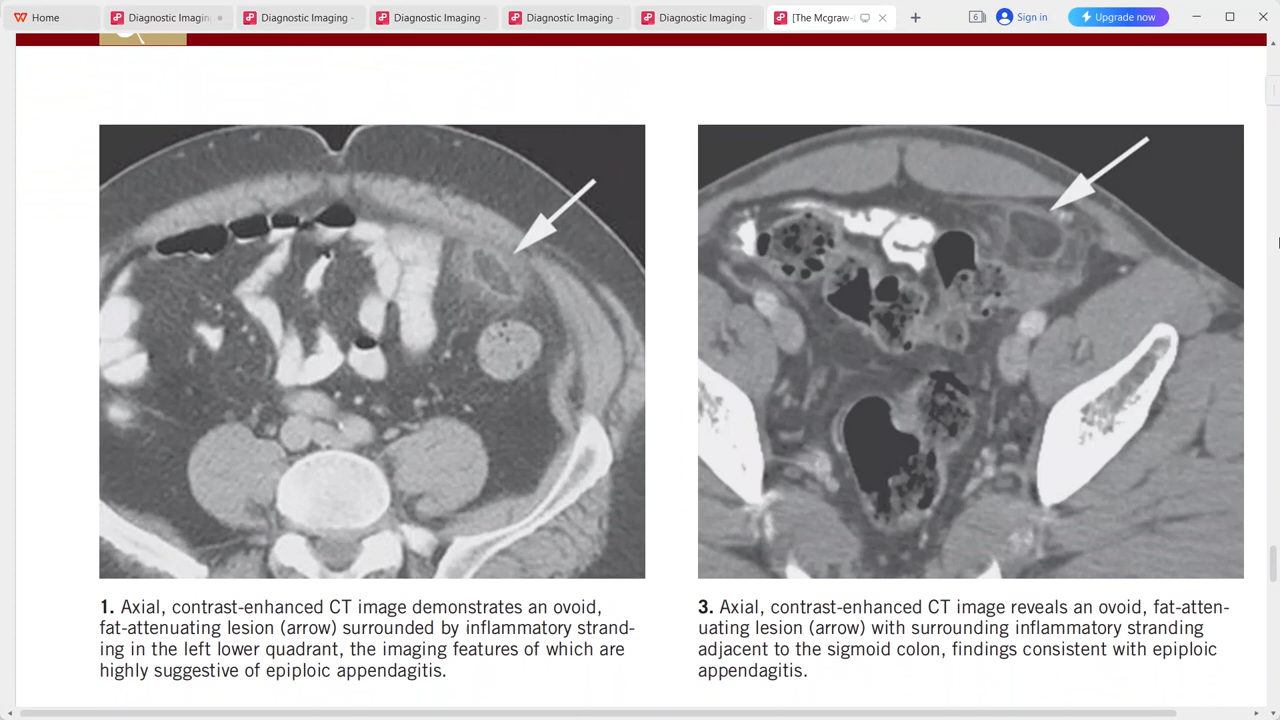 Home
Diagnostic Imagin
Diagnostic Imaging -
Diagnostic Imaging -
Diagnostic Imaging -
Diagnostic Imaging -
[The Mcgraw-
6
Sign in
Upgrade now
1. Axial, contrast-enhanced CT image demonstrates an ovoid,
fat-attenuating lesion (arrow) surrounded by inflammatory strand-
ing in the left lower quadrant, the imaging features of which are
highly suggestive of epiploic appendagitis.
3. Axial, contrast-enhanced CT image reveals an ovoid, fat-atten-
uating lesion (arrow) with surrounding inflammatory stranding
adjacent to the sigmoid colon, findings consistent with epiploic
appendagitis.